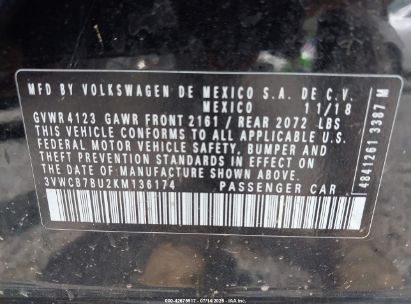 MFD BY VOLKSWAGEN DE MEXICO S.A. DE C.V.
MEXICO 11/18
GVWR 4123 GAWR FRONT 2161 / REAR 2072 LBS
THIS VEHICLE CONFORMS TO ALL APPLICABLE U.S.
FEDERAL MOTOR VEHICLE SAFETY, BUMPER AND
THEFT PREVENTION STANDARDS IN EFFECT ON THE
DATE OF MANUFACTURE SHOWN ABOVE.
3VWCB7BU2KM136174 PASSENGER CAR
4841261 3387 M